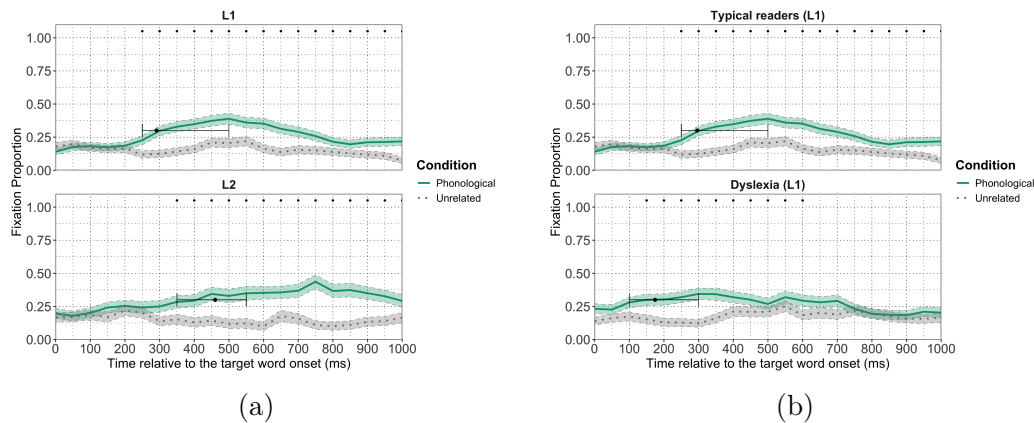 L1
1.00
0.75
0.50
0.25
0.00
L2
1.00
0.75
0.50
0.25
0.00
0 100 200 300 400 500 600 700 800 900 1000
Time relative to the target word onset (ms)
Fixation Proportion
Condition
Phonological
Unrelated
(a)
Typical readers (L1)
1.00
0.75
0.50
0.25
0.00
Dyslexia (L1)
1.00
0.75
0.50
0.25
0.00
0 100 200 300 400 500 600 700 800 900 1000
Time relative to the target word onset (ms)
Fixation Proportion
Condition
Phonological
Unrelated
(b)